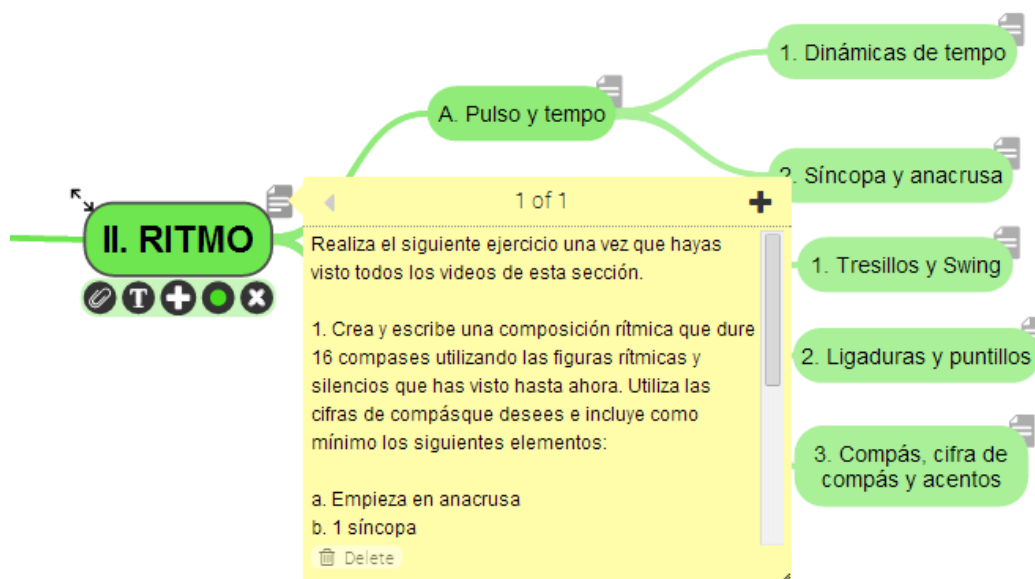 1. Dinámicas de tempo
A. Pulso y tempo
2. Síncopa y anacrusa
II. RITMO
T
1 of 1
Realiza el siguiente ejercicio una vez que hayas
visto todos los videos de esta sección.
1. Crea y escribe una composición rítmica que dure
16 compases utilizando las figuras rítmicas y
silencios que has visto hasta ahora. Utiliza las
cifras de compásque desees e incluye como
mínimo los siguientes elementos:
a. Empieza en anacrusa
b. 1 síncopa
Delete
1. Tresillos y Swing
2. Ligaduras y puntillos
3. Compás, cifra de
compás y acentos